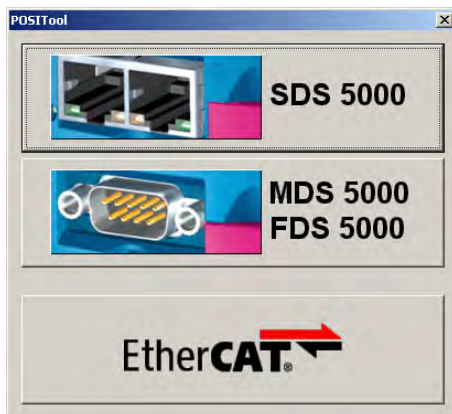 POSITool
SDS 5000
MDS 5000
FDS 5000
EtherCAT®